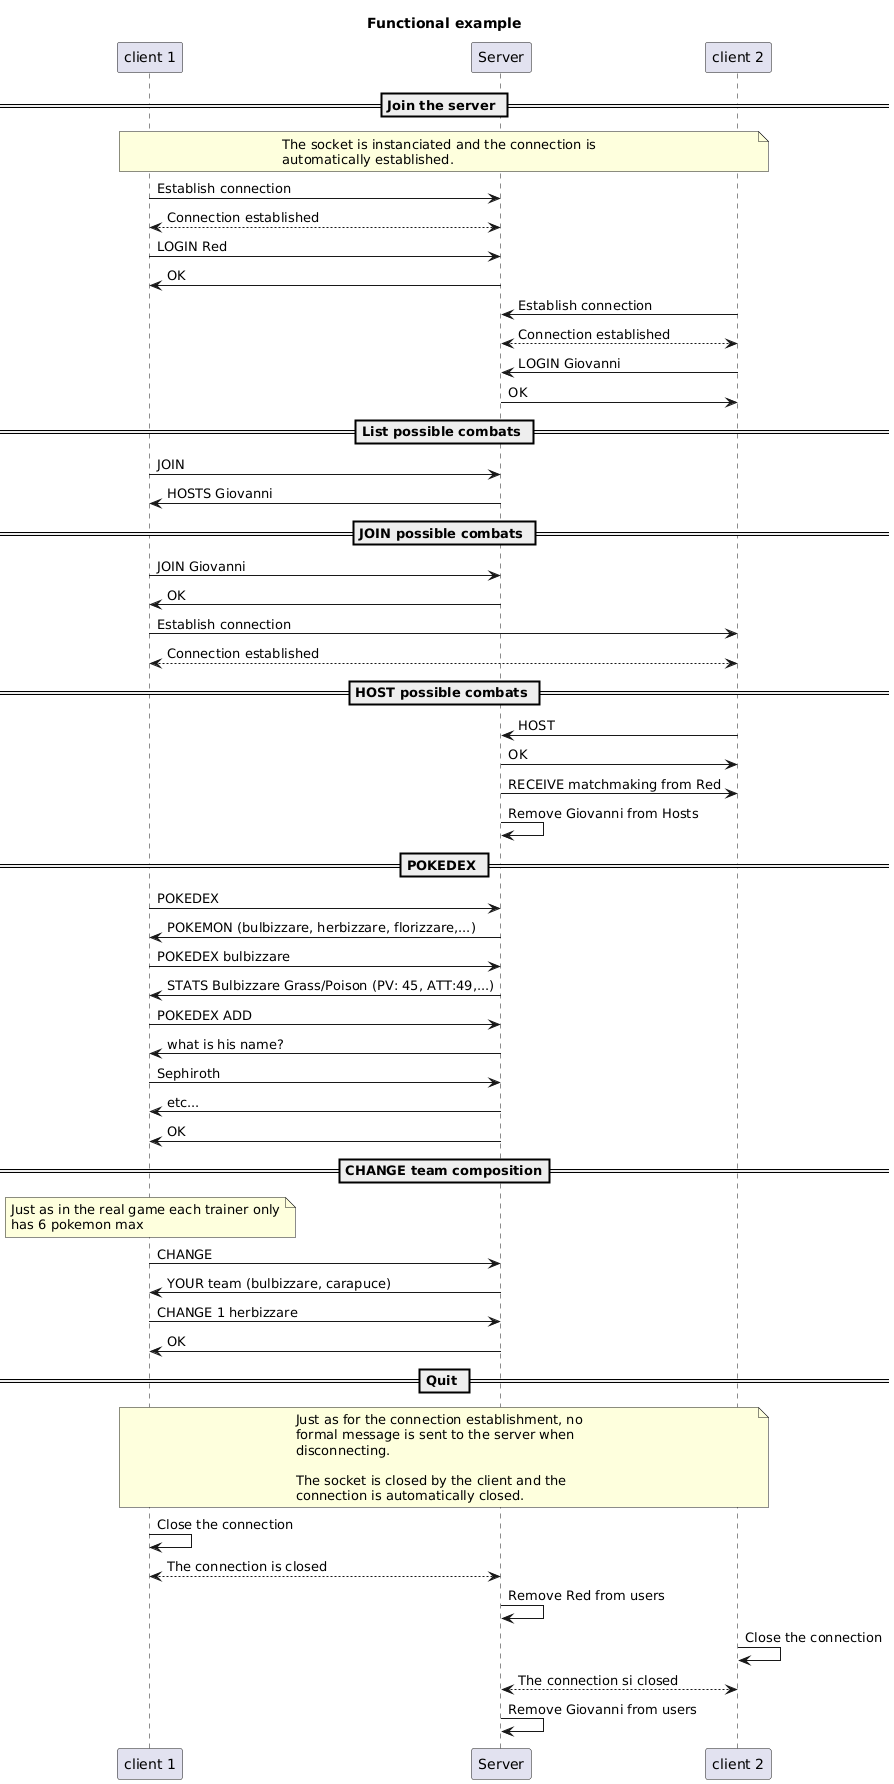 Functional example
client 1
Server
client 2
Join the server
The socket is instanciated and the connection is
automatically established.
Establish connection
Connection established
LOGIN Red
OK
Establish connection
Connection established
LOGIN Giovanni
OK
List possible combats
JOIN
HOSTS Giovanni
JOIN possible combats
JOIN Giovanni
OK
Establish connection
Connection established
HOST possible combats
HOST
OK
RECEIVE matchmaking from Red
Remove Giovanni from Hosts
POKEDEX
POKEDEX
POKEMON (bulbizzare, herbizzare, florizzare,...)
POKEDEX bulbizzare
STATS Bulbizzare Grass/Poison (PV: 45, ATT:49,...)
POKEDEX ADD
what is his name?
Sephiroth
etc...
OK
CHANGE team composition
Just as in the real game each trainer only
has 6 pokemon max
CHANGE
YOUR team (bulbizzare, carapuce)
CHANGE 1 herbizzare
OK
Quit
Just as for the connection establishment, no
formal message is sent to the server when
disconnecting.
The socket is closed by the client and the
connection is automatically closed.
Close the connection
The connection is closed
Remove Red from users
Close the connection
The connection si closed
Remove Giovanni from users
client 1
Server
client 2